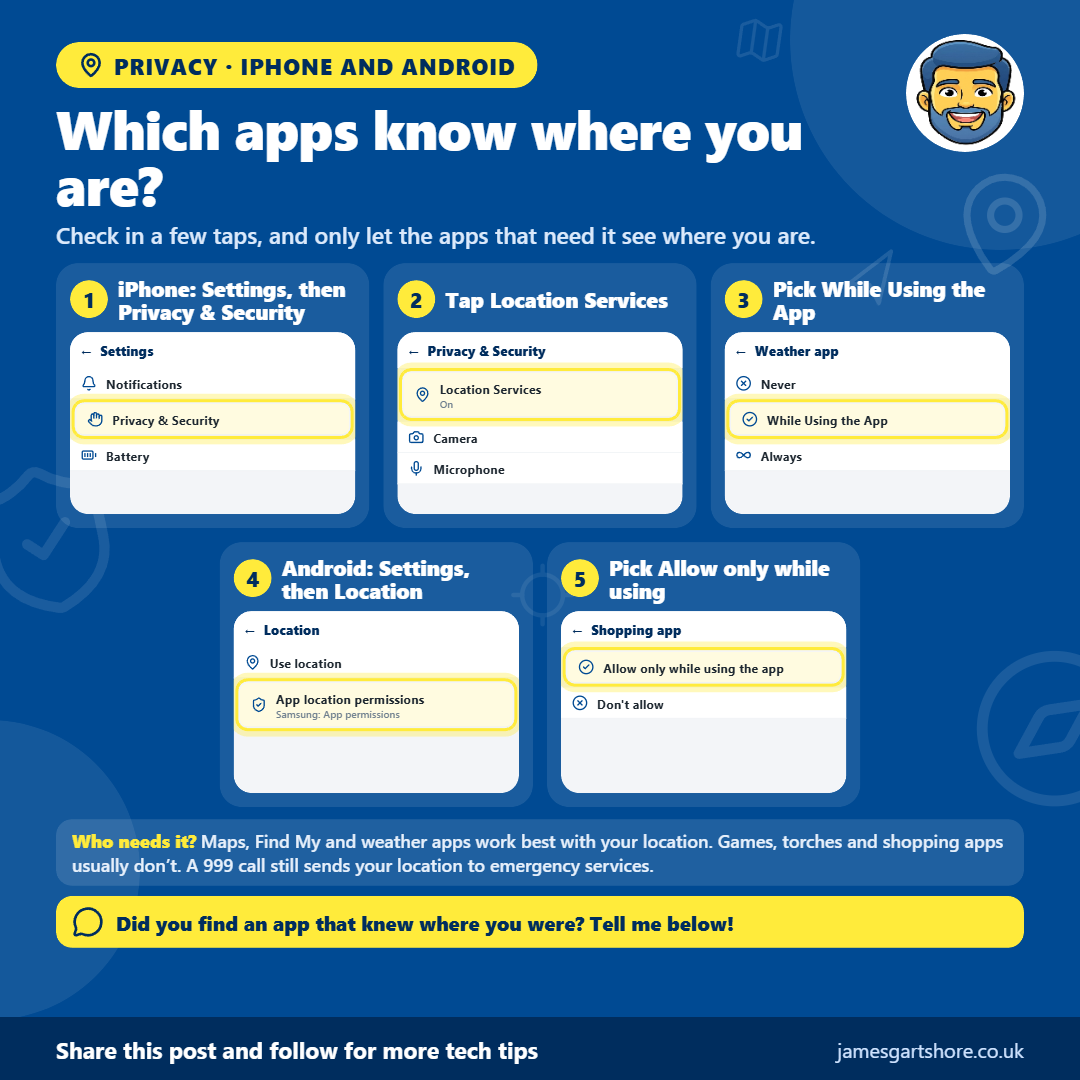 PRIVACY · IPHONE AND ANDROID
Which apps know where you
are?
Check in a few taps, and only let the apps that need it see where you are.
1
iPhone: Settings, then
Privacy & Security
← Settings
Notifications
Privacy & Security
Battery
2
Tap Location Services
← Privacy & Security
Location Services
On
Camera
Microphone
3
Pick While Using the
App
← Weather app
Never
While Using the App
Always
4
Android: Settings,
then Location
← Location
Use location
App location permissions
Samsung: App permissions
5
Pick Allow only while
using
← Shopping app
Allow only while using the app
Don't allow
Who needs it? Maps, Find My and weather apps work best with your location. Games, torches and shopping apps
usually don’t. A 999 call still sends your location to emergency services.
Did you find an app that knew where you were? Tell me below!
Share this post and follow for more tech tips
jamesgartshore.co.uk